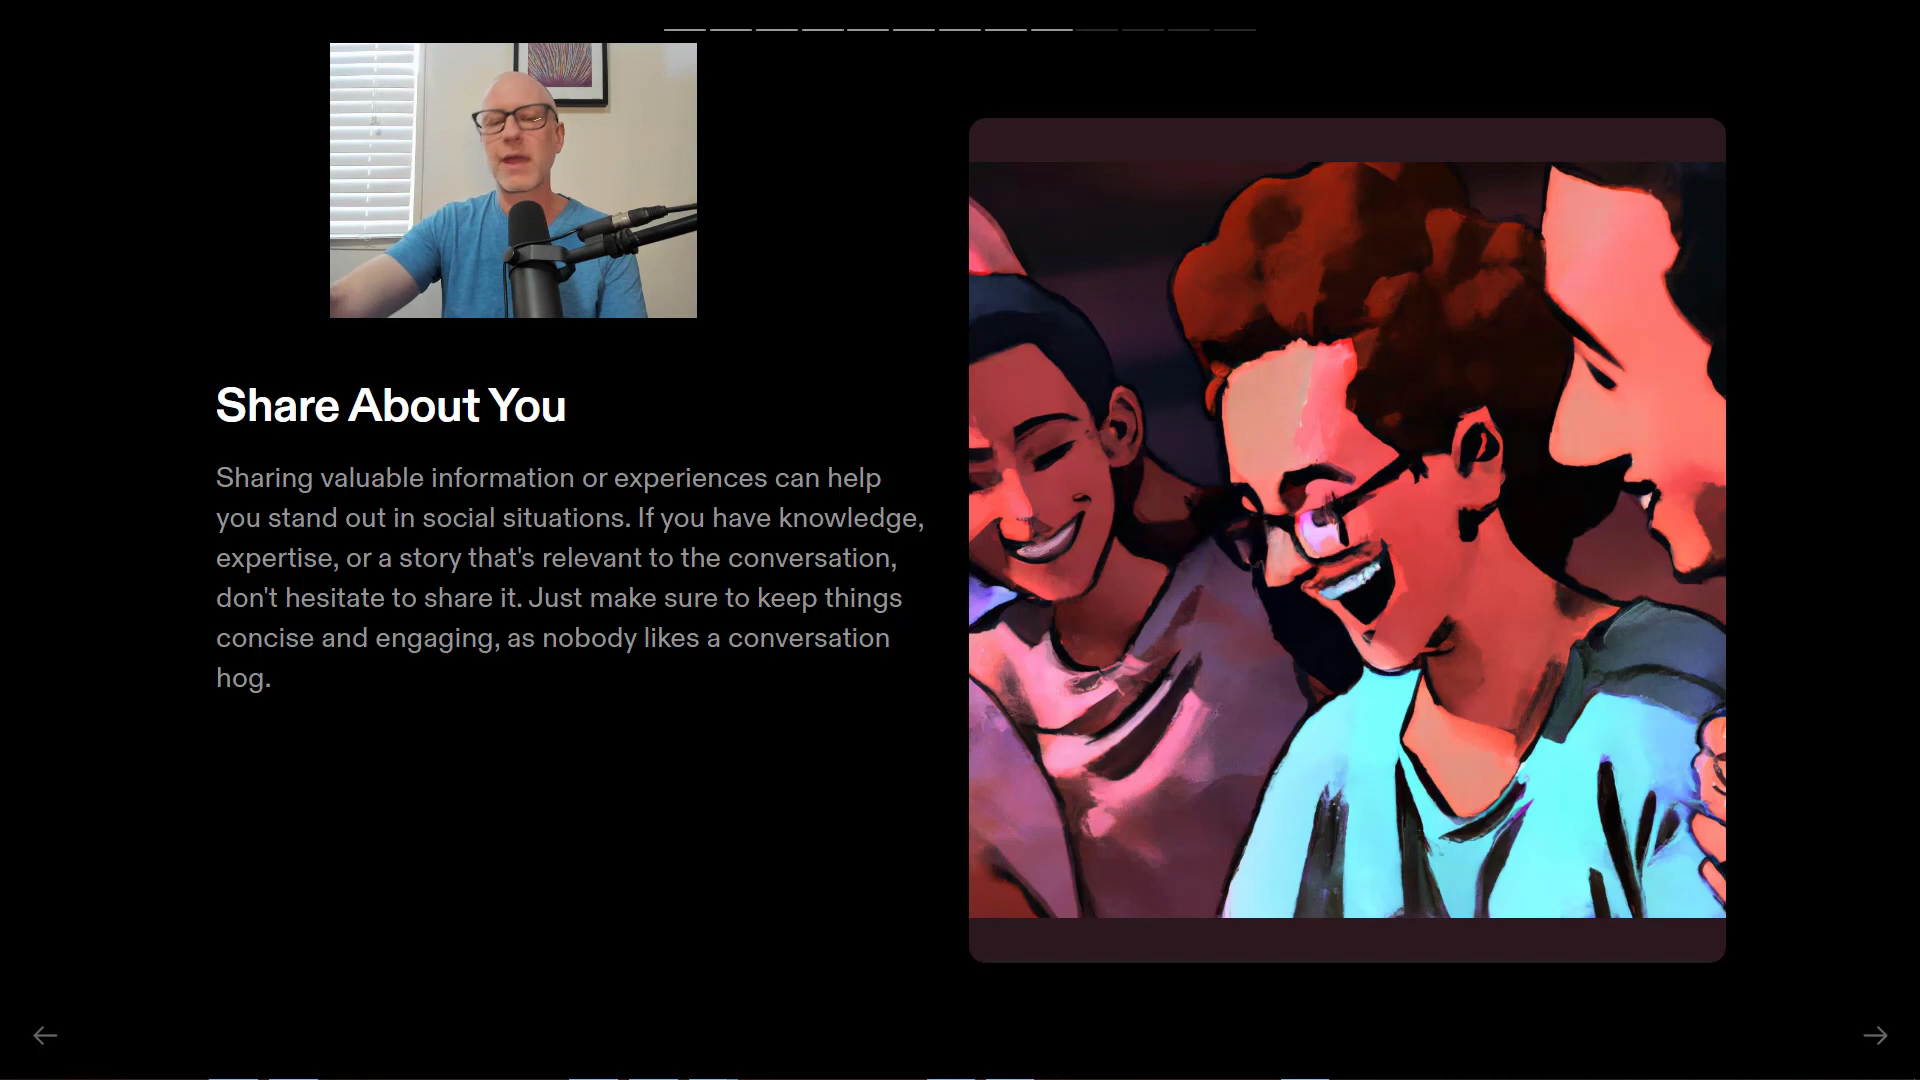 Share About You
Sharing valuable information or experiences can help
you stand out in social situations. If you have knowledge,
expertise, or a story that's relevant to the conversation,
don't hesitate to share it. Just make sure to keep things
concise and engaging, as nobody likes a conversation
hog.